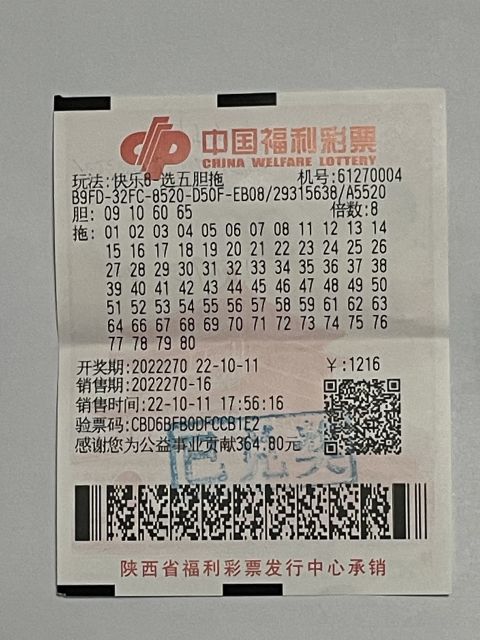 中国福利彩票
CHINA WELFARE LOTTERY
玩法:快乐8-选五胆拖 机号:61270004
B9FD-32FC-8520-D50F-EB08/29315638/A5520
胆: 09 10 60 65 倍数:8
拖: 01 02 03 04 05 06 07 08 11 12 13 14
15 16 17 18 19 20 21 22 23 24 25 26
27 28 29 30 31 32 33 34 35 36 37 38
39 40 41 42 43 44 45 46 47 48 49 50
51 52 53 54 55 56 57 58 59 61 62 63
64 66 67 68 69 70 71 72 73 74 75 76
77 78 79 80
开奖期:2022270 22-10-11 ￥:1216
销售期:2022270-16
销售时间:22-10-11 17:56:16
验票码:CBD6BFB0DFCCB1E2
感谢您为公益事业贡献364.80元
已兑奖
陕西省福利彩票发行中心承销